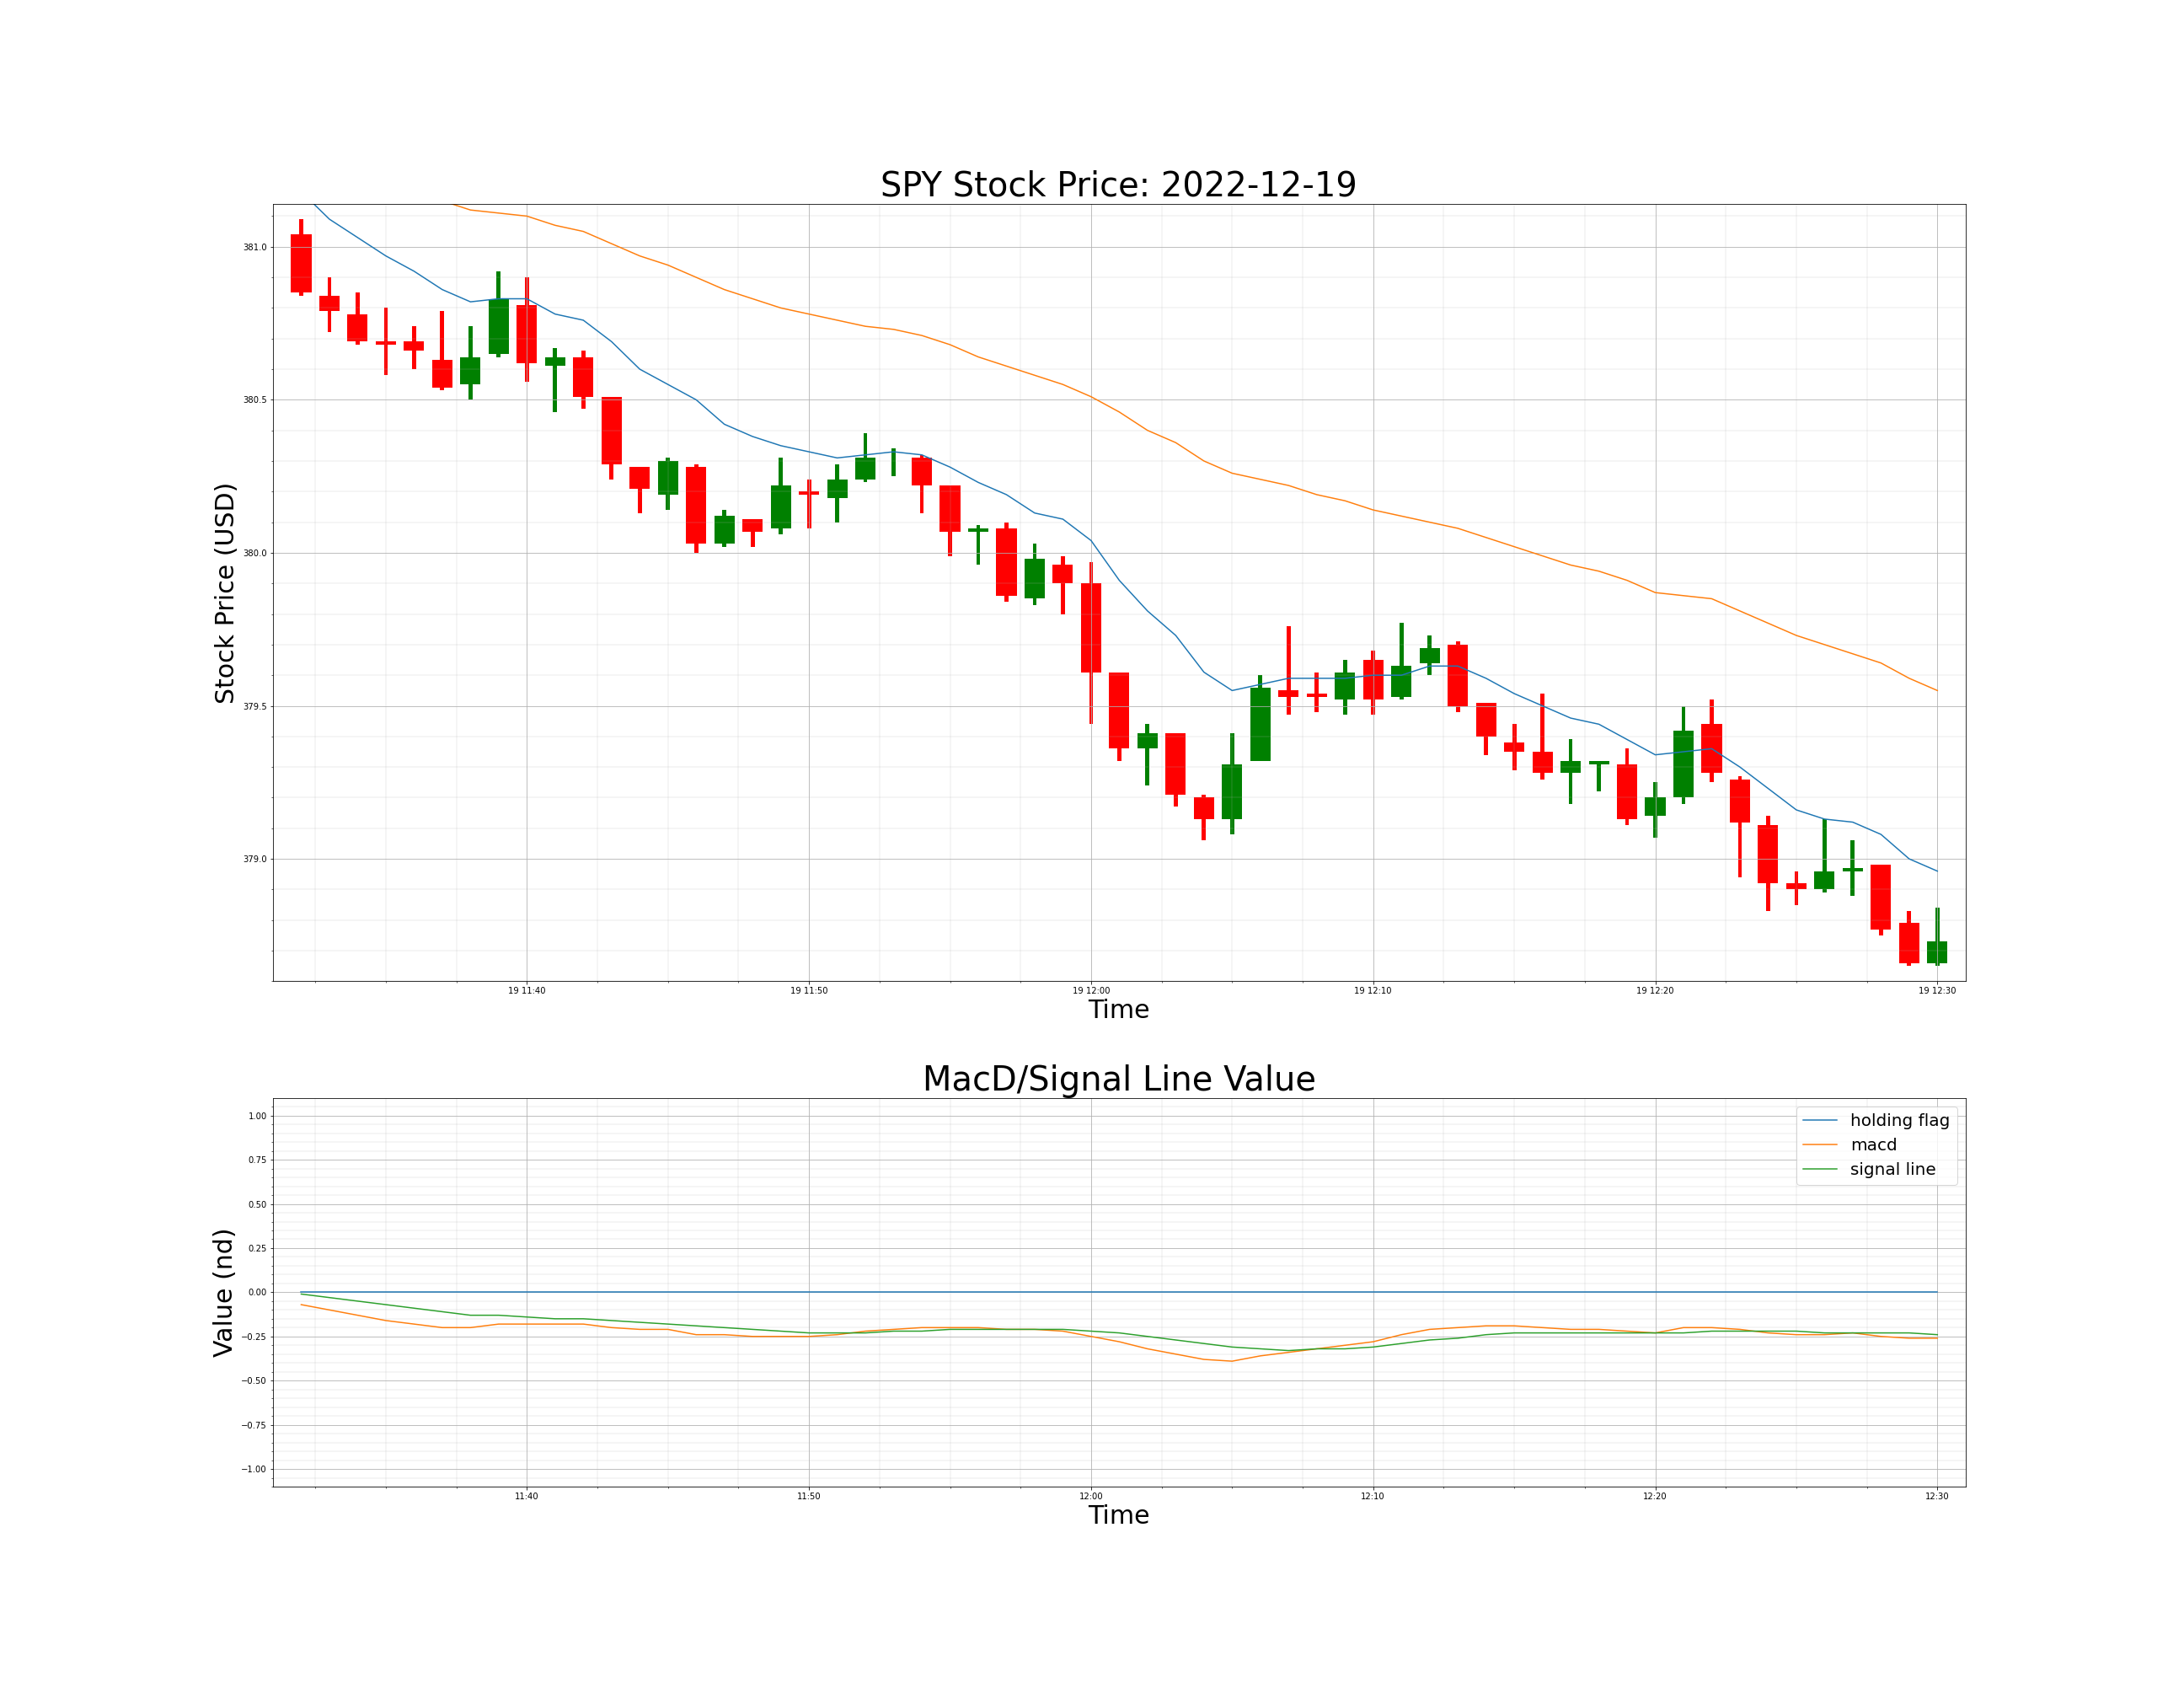 SPY Stock Price: 2022-12-19
381.0
380.5
380.0
379.5
379.0
Stock Price (USD)
19 11:40 19 11:50 19 12:00 19 12:10 19 12:20 19 12:30
Time
MacD/Signal Line Value
1.00
0.75
0.50
0.25
0.00
−0.25
−0.50
−0.75
−1.00
Value (nd)
holding flag
macd
signal line
11:40 11:50 12:00 12:10 12:20 12:30
Time